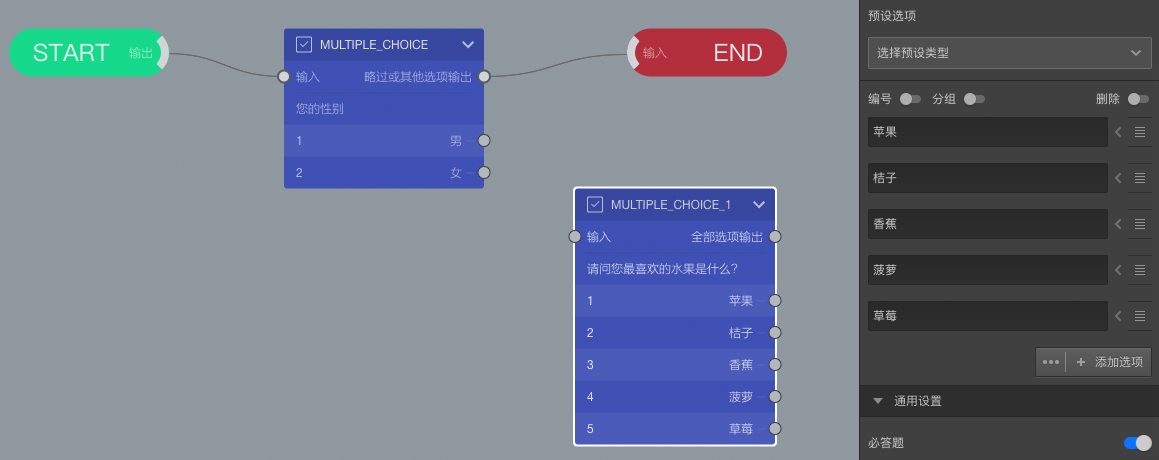 START 输出
MULTIPLE_CHOICE
输入 略过或其他选项输出
您的性别
1 男
2 女
输入 END
MULTIPLE_CHOICE_1
输入 全部选项输出
请问您最喜欢的水果是什么?
1 苹果
2 桔子
3 香蕉
4 菠萝
5 草莓
预设选项
选择预设类型
编号 分组 删除
苹果
桔子
香蕉
菠萝
草莓
••• + 添加选项
通用设置
必答题